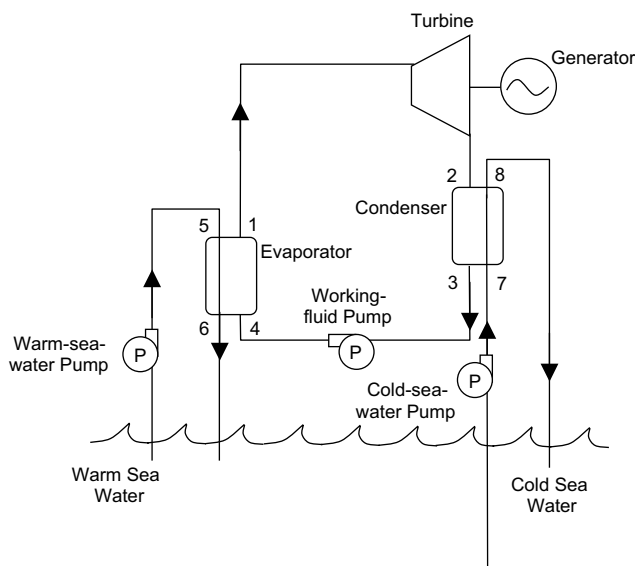 Turbine
Generator
2
8
Condenser
5
1
Evaporator
3
7
Working-
fluid Pump
6
4
Warm-sea-
water Pump
P
P
P
Cold-sea-
water Pump
Warm Sea
Water
Cold Sea
Water